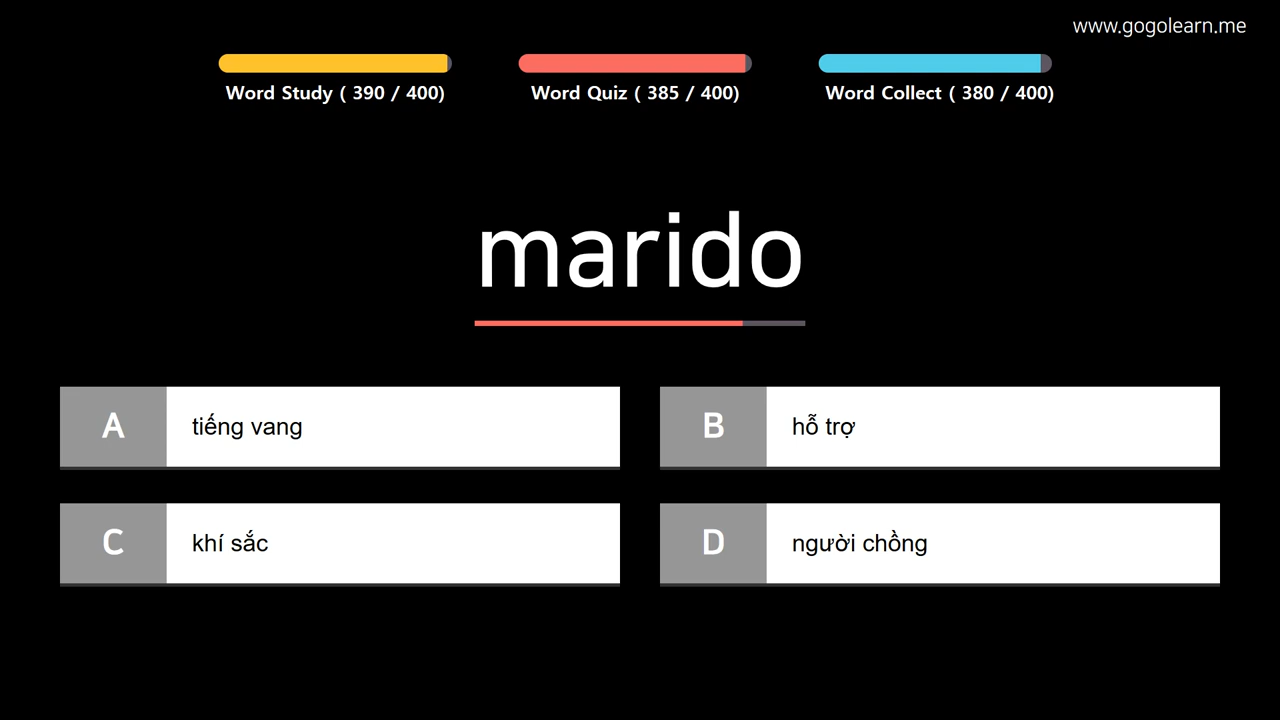 www.gogolearn.me
Word Study ( 390 / 400)
Word Quiz ( 385 / 400)
Word Collect ( 380 / 400)
marido
A
tiếng vang
B
hỗ trợ
C
khí sắc
D
người chồng